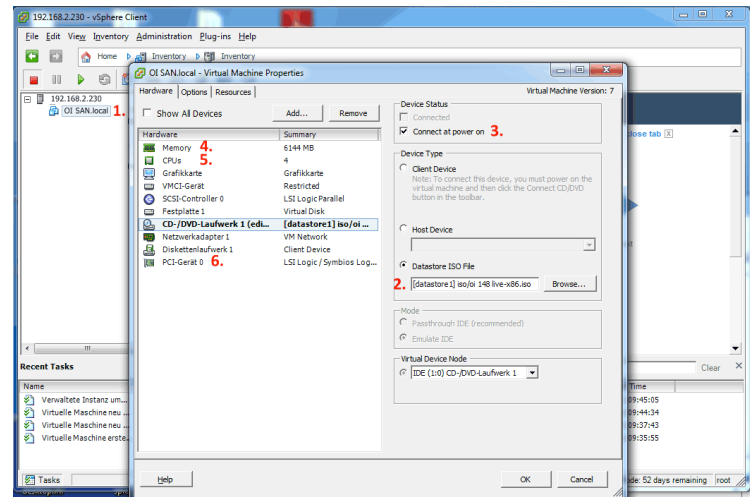 192.168.2.230 - vSphere Client
File Edit View Inventory Administration Plug-ins Help
Home Inventory Inventory
192.168.2.230
OI SAN.local 1.
OI SAN.local - Virtual Machine Properties
Hardware Options Resources
Virtual Machine Version: 7
Show All Devices Add... Remove
Hardware Summary
Memory 4. 6144 MB
CPUs 5. 4
Grafikkarte Grafikkarte
VMCI-Gerät Restricted
SCSI-Controller 0 LSI Logic Parallel
Festplatte 1 Virtual Disk
CD-/DVD-Laufwerk 1 (edi... [datastore1] iso/oi ...
Netzwerkadapter 1 VM Network
Diskettenlaufwerk 1 Client Device
PCI-Gerät 0 6. LSI Logic / Symbios Log...
Device Status
Connected
Connect at power on 3.
Device Type
Client Device
Note: To connect this device, you must power on the
virtual machine and then click the Connect CD/DVD
button in the toolbar.
Host Device
Datastore ISO File
2. [datastore1] iso/oi 148 live-x86.iso Browse...
Mode
Passthrough IDE (recommended)
Emulate IDE
Virtual Device Node
IDE (1:0) CD-/DVD-Laufwerk 1
Help OK Cancel
close tab
Recent Tasks
Clear
Name
Time
Verwaltete Instanz um... 09:45:05
Virtuelle Maschine neu ... 09:44:34
Virtuelle Maschine neu ... 09:37:43
Virtuelle Maschine erste... 09:35:55
Tasks
de: 52 days remaining root